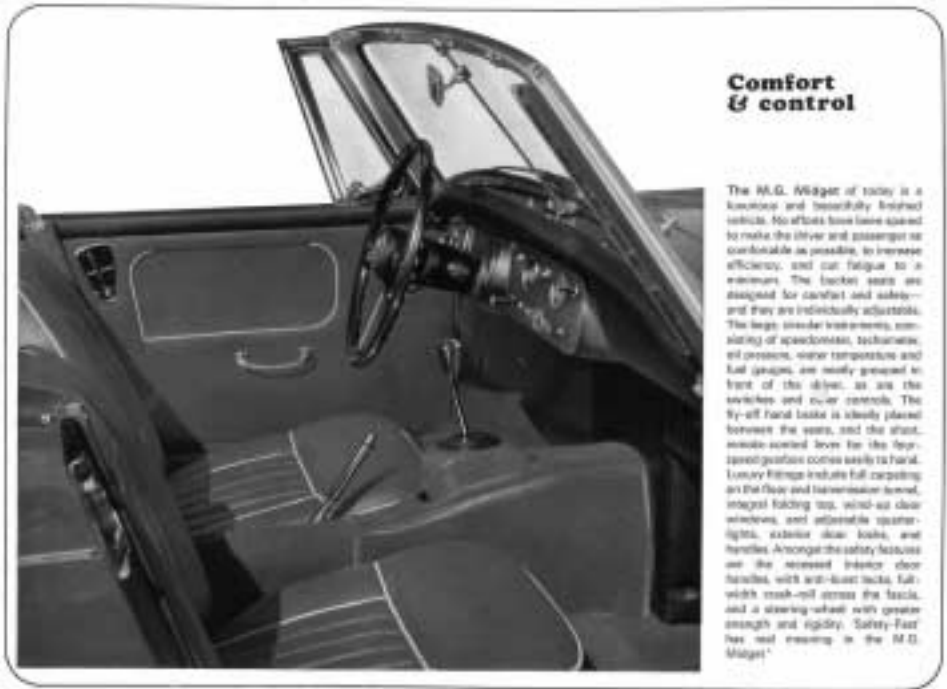 Comfort
& control
The M.G. Midget of today is a
luxurious and beautifully finished
vehicle. No efforts have been spared
to make the driver and passenger as
comfortable as possible, to increase
efficiency, and cut fatigue to a
minimum. The bucket seats are
designed for comfort and safety—
and they are individually adjustable.
The large, circular instruments, con-
sisting of speedometer, tachometer,
oil pressure, water temperature and
fuel gauges, are neatly grouped in
front of the driver, as are the
switches and other controls. The
fly-off hand brake is ideally placed
between the seats, and the short,
remote-control lever for the four-
speed gearbox comes easily to hand.
Luxury fittings include full carpeting
on the floor and transmission tunnel,
integral folding top, wind-up door
windows, and adjustable quarter-
lights, exterior door locks, and
handles. Amongst the safety features
are the recessed interior door
handles, with anti-burst locks, full-
width crash-roll across the fascia,
and a steering-wheel with greater
strength and rigidity. 'Safety-Fast'
has real meaning in the M.G.
Midget